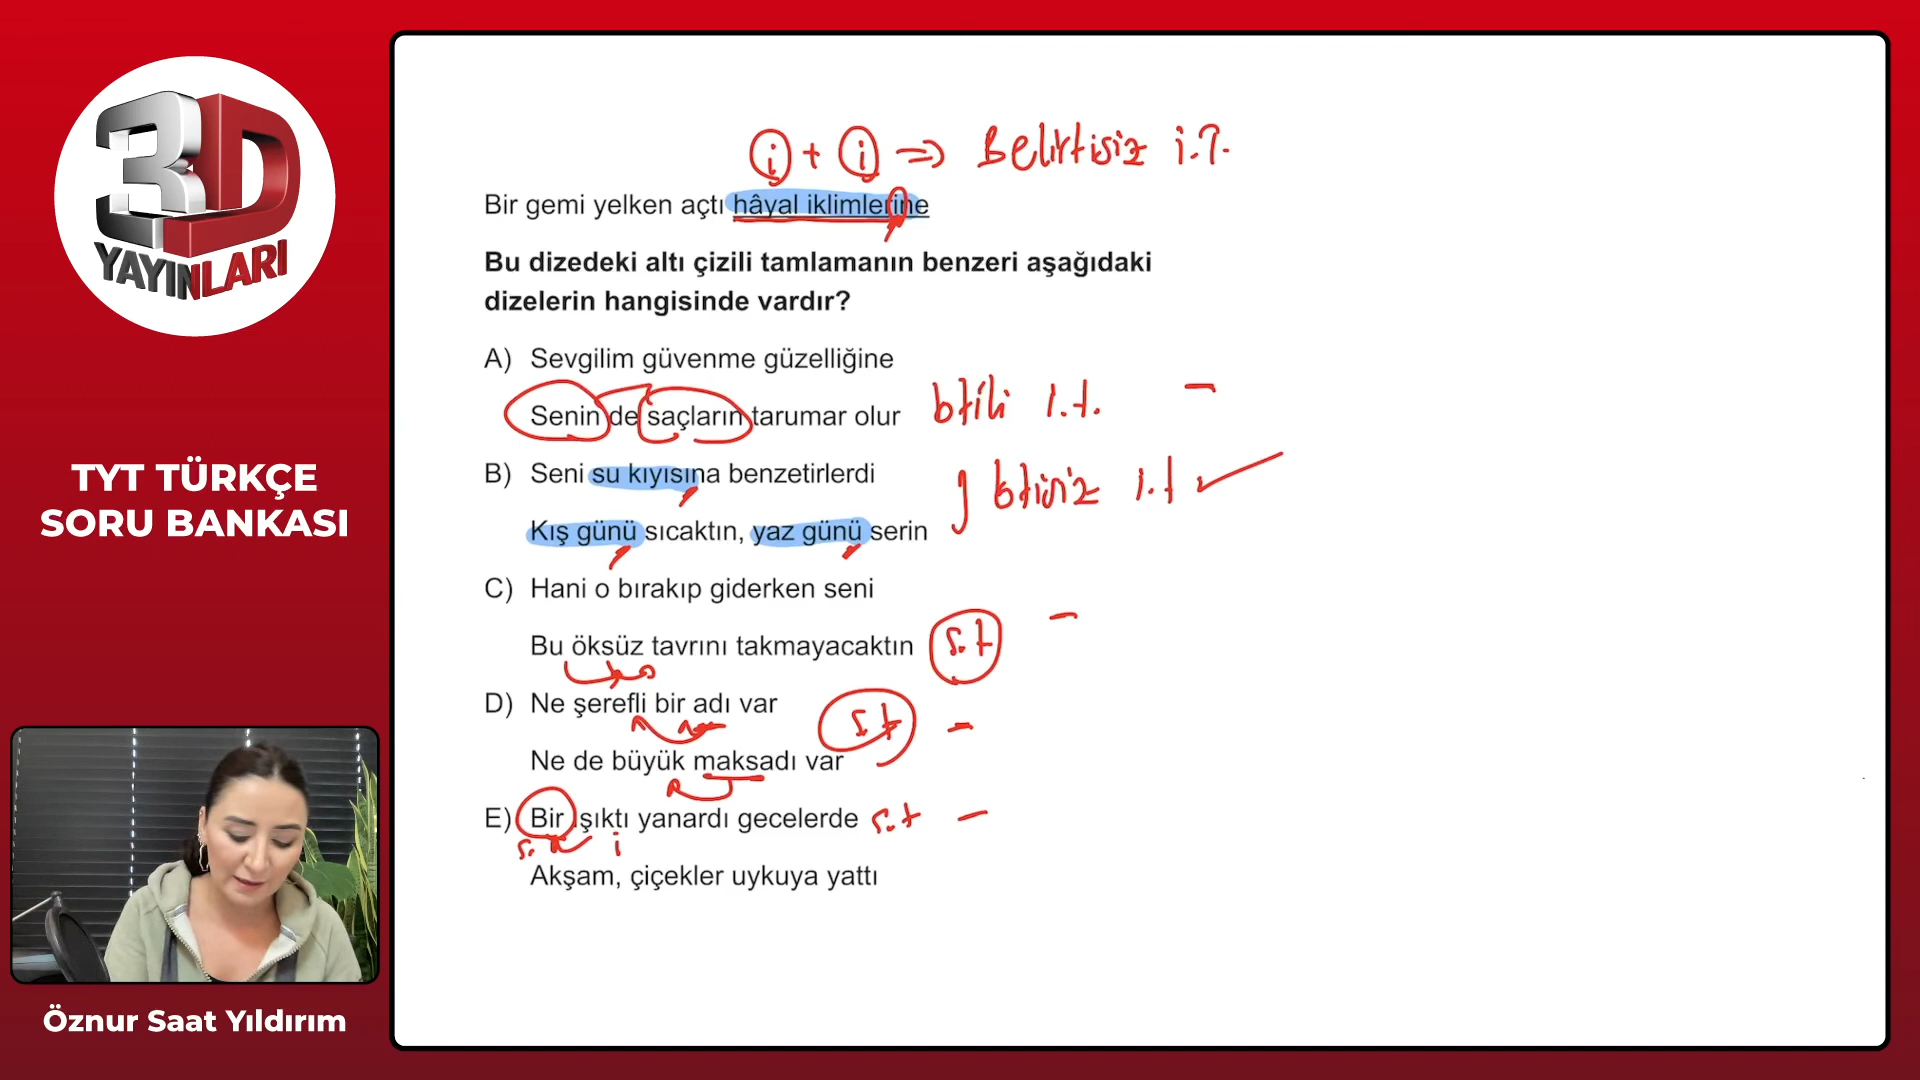 3D
YAYINLARI
TYT TÜRKÇE
SORU BANKASI
Öznur Saat Yıldırım
i + i => Belirtisiz i.T.
Bir gemi yelken açtı hâyal iklimlerine
Bu dizedeki altı çizili tamlamanın benzeri aşağıdaki
dizelerin hangisinde vardır?
A) Sevgilim güvenme güzelliğine
Senin de saçların tarumar olur btili i.t. -
B) Seni su kıyısına benzetirlerdi
btisiz i.t ✓
Kış günü sıcaktın, yaz günü serin
C) Hani o bırakıp giderken seni
Bu öksüz tavrını takmayacaktın s.t -
D) Ne şerefli bir adı var
s.t -
Ne de büyük maksadı var
E) Bir ışıktı yanardı gecelerde s.t -
s. i
Akşam, çiçekler uykuya yattı